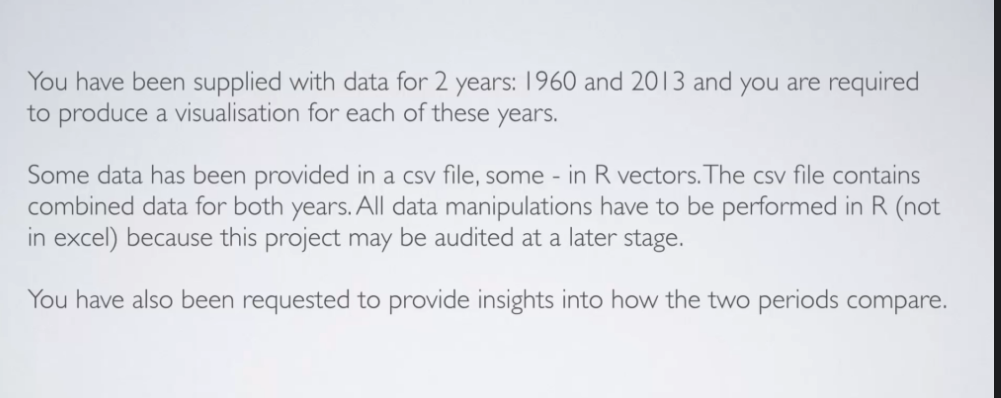 You have been supplied with data for 2 years: 1960 and 2013 and you are required
to produce a visualisation for each of these years.
Some data has been provided in a csv file, some - in R vectors. The csv file contains
combined data for both years. All data manipulations have to be performed in R (not
in excel) because this project may be audited at a later stage.
You have also been requested to provide insights into how the two periods compare.